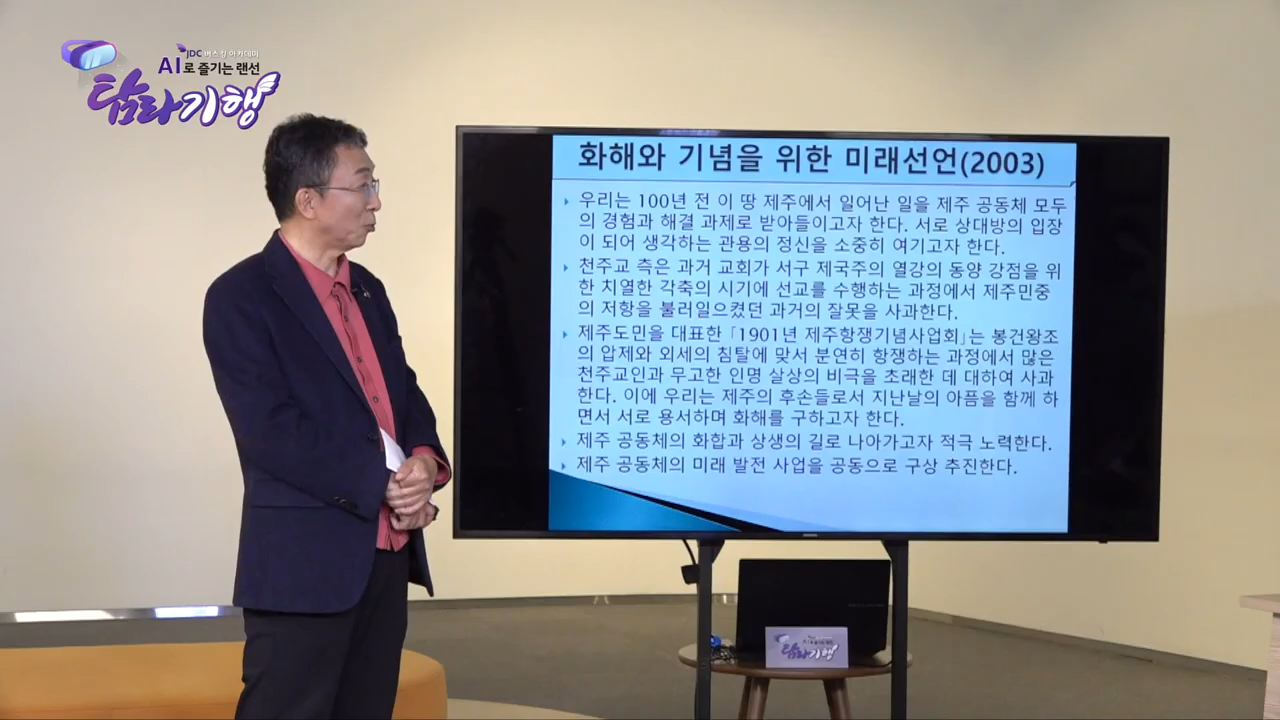 JDC 버스킹 아카데미
AI로 즐기는 랜선
탐라기행
화해와 기념을 위한 미래선언(2003)
우리는 100년 전 이 땅 제주에서 일어난 일을 제주 공동체 모두
의 경험과 해결 과제로 받아들이고자 한다. 서로 상대방의 입장
이 되어 생각하는 관용의 정신을 소중히 여기고자 한다.
천주교 측은 과거 교회가 서구 제국주의 열강의 동양 강점을 위
한 치열한 각축의 시기에 선교를 수행하는 과정에서 제주민중
의 저항을 불러일으켰던 과거의 잘못을 사과한다.
제주도민을 대표한 「1901년 제주항쟁기념사업회」는 봉건왕조
의 압제와 외세의 침탈에 맞서 분연히 항쟁하는 과정에서 많은
천주교인과 무고한 인명 살상의 비극을 초래한 데 대하여 사과
한다. 이에 우리는 제주의 후손들로서 지난날의 아픔을 함께 하
면서 서로 용서하며 화해를 구하고자 한다.
제주 공동체의 화합과 상생의 길로 나아가고자 적극 노력한다.
제주 공동체의 미래 발전 사업을 공동으로 구상 추진한다.
탐라기행